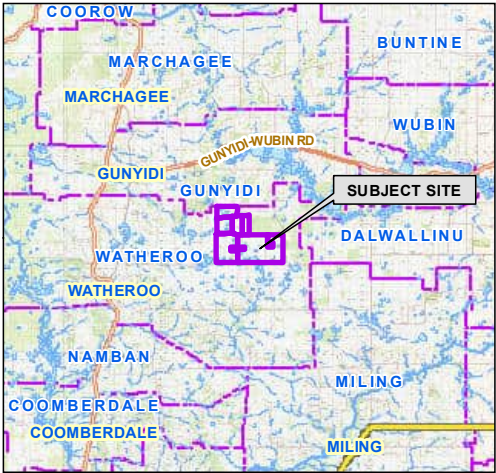 COOROW
BUNTINE
MARCHAGEE
MARCHAGEE
WUBIN
GUNYIDI-WUBIN RD
GUNYIDI
GUNYIDI
SUBJECT SITE
DALWALLINU
WATHEROO
WATHEROO
NAMBAN
MILING
COOMBERDALE
COOMBERDALE
MILING